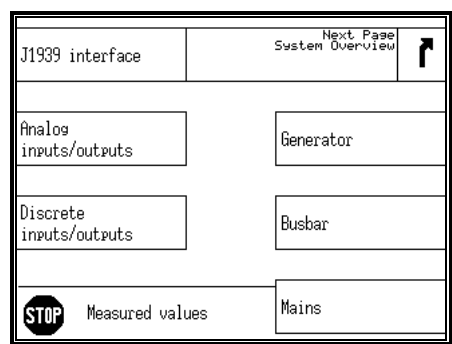 Next Page
J1939 interface
System Overview
Analog
inputs/outputs
Generator
Discrete
inputs/outputs
Busbar
STOP
Measured values
Mains